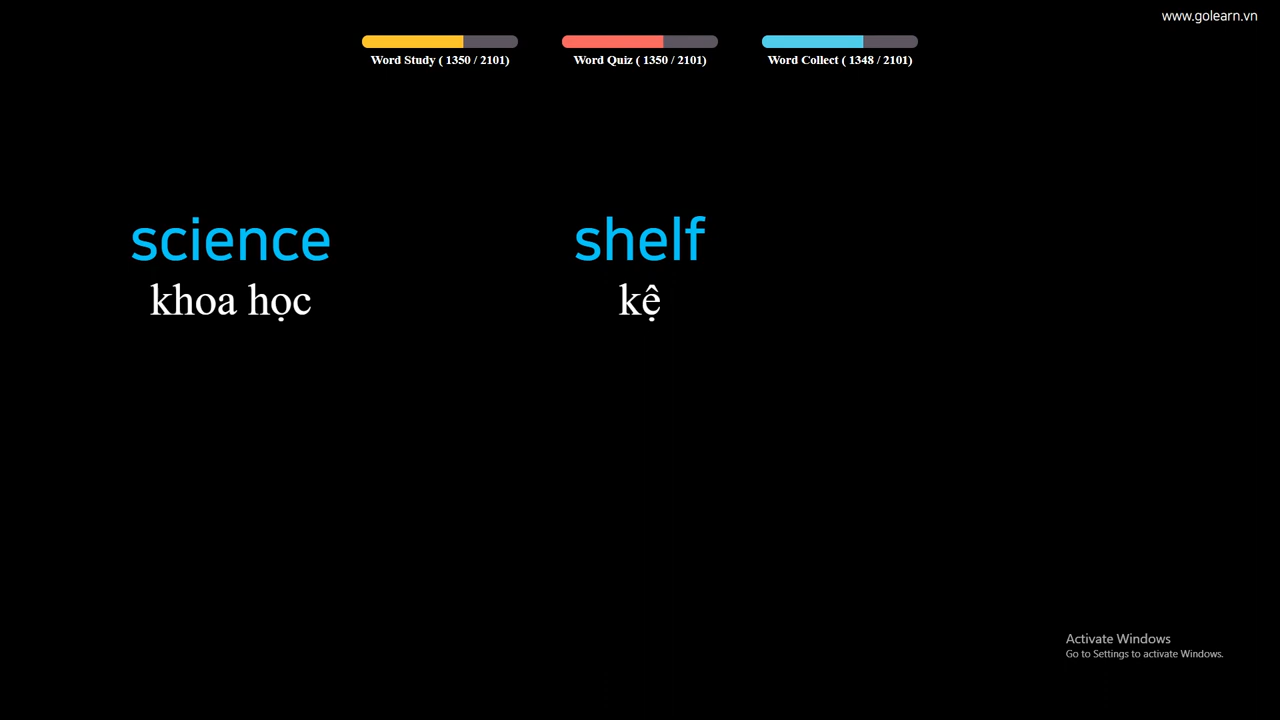 www.golearn.vn
Word Study ( 1350 / 2101)
Word Quiz ( 1350 / 2101)
Word Collect ( 1348 / 2101)
science
khoa học
shelf
kệ
Activate Windows
Go to Settings to activate Windows.